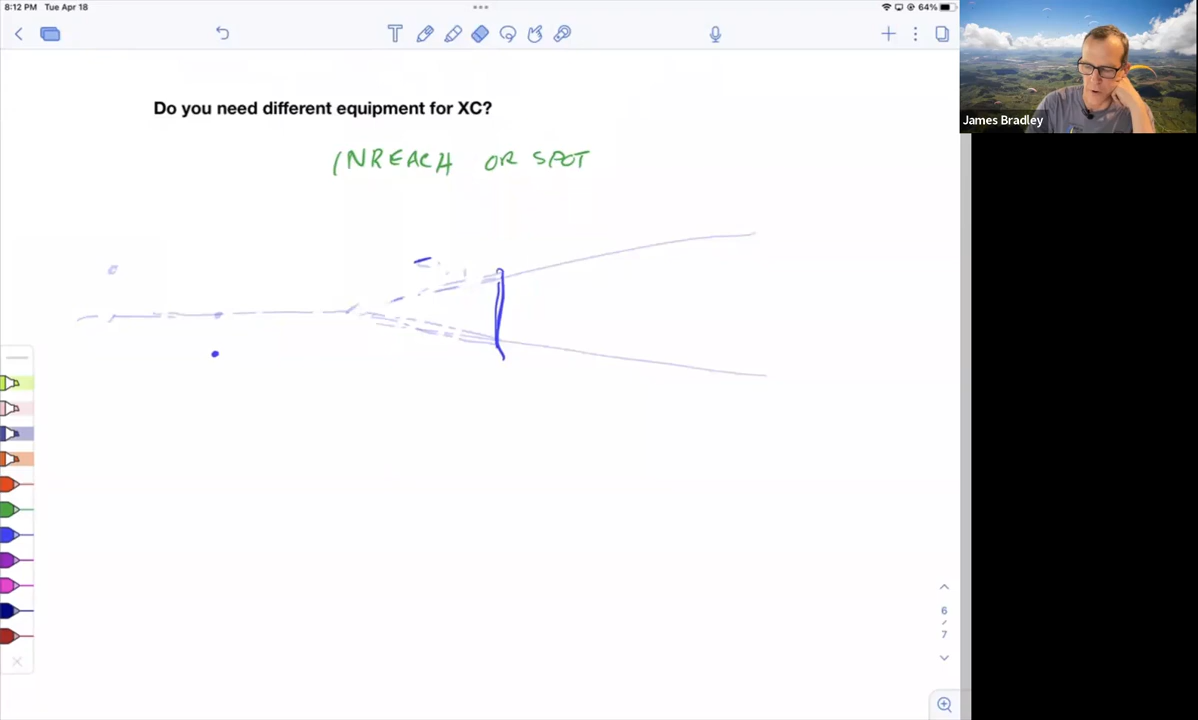 8:12 PM Tue Apr 18
64%
James Bradley
Do you need different equipment for XC?
INREACH OR SPOT
6
/
7